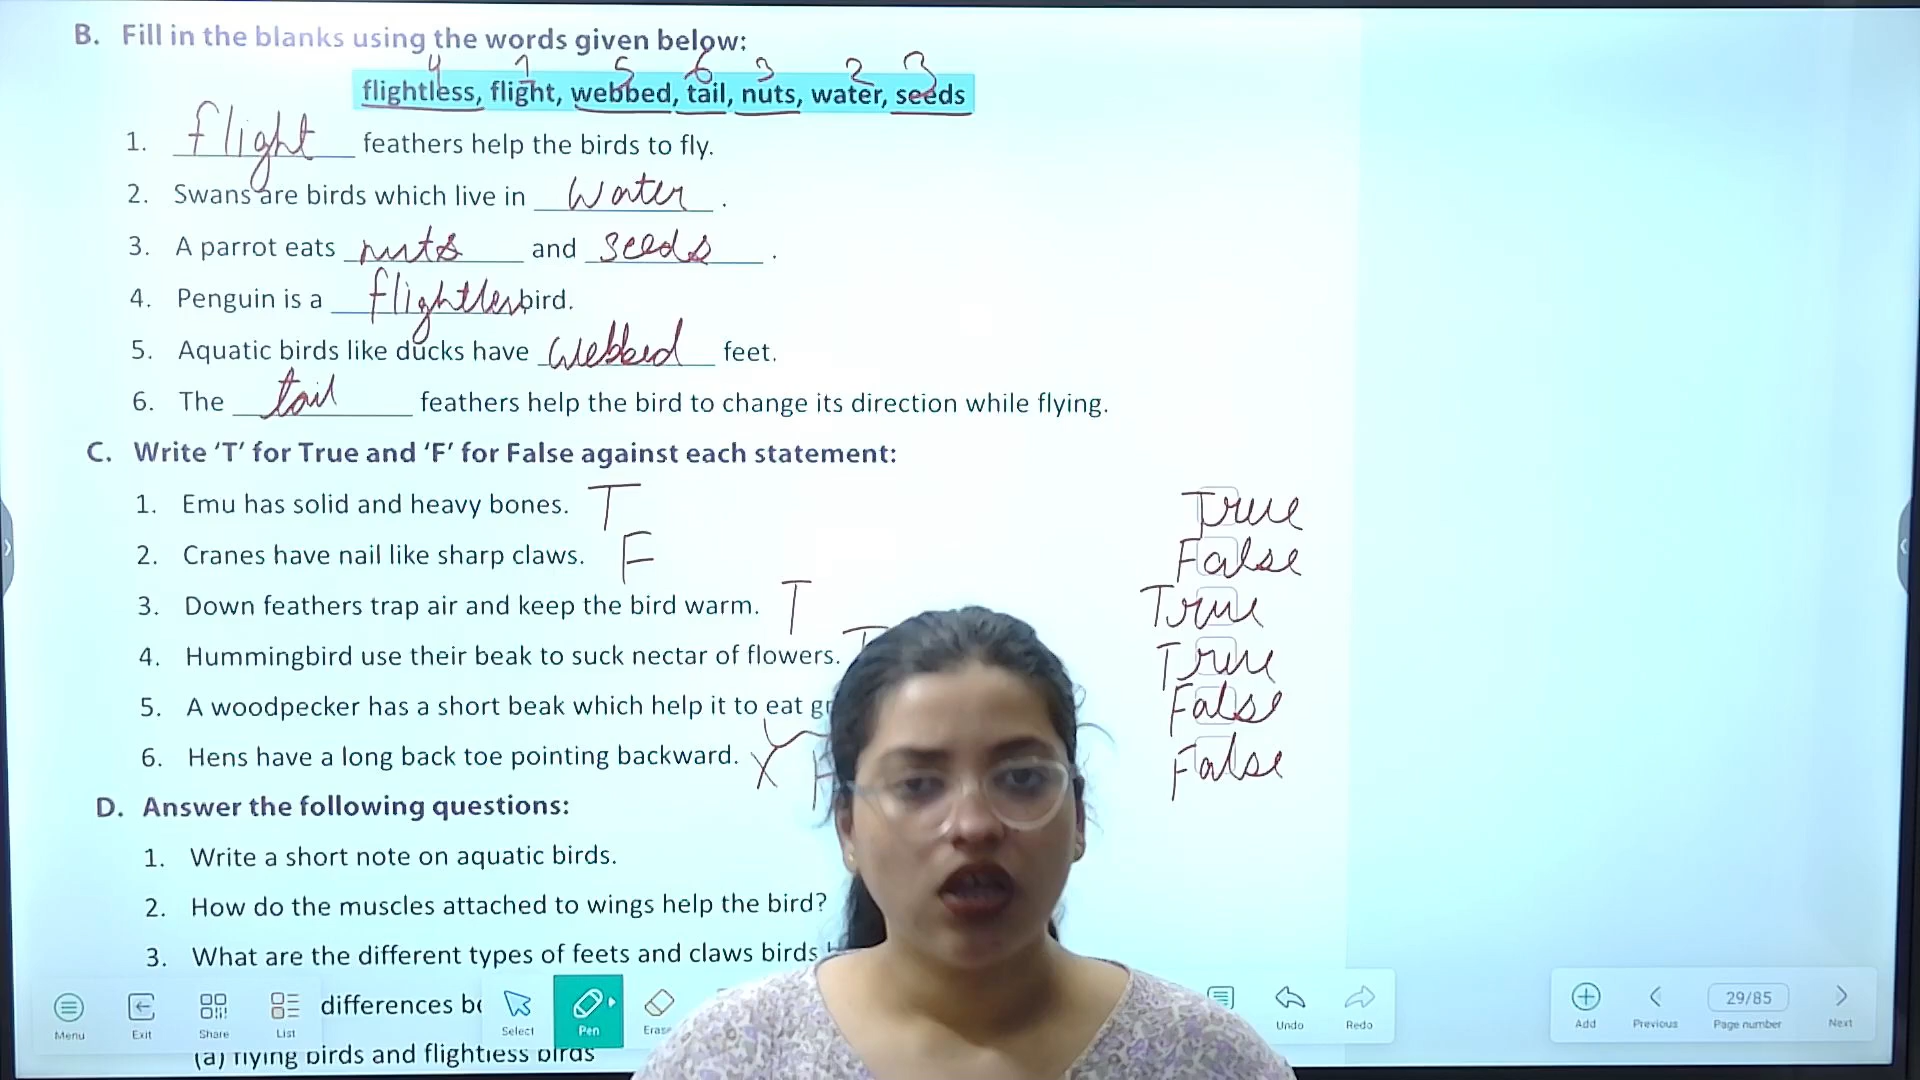 B. Fill in the blanks using the words given below:
4 1 5 6 3 2 3
flightless, flight, webbed, tail, nuts, water, seeds
1. flight feathers help the birds to fly.
2. Swans are birds which live in water .
3. A parrot eats nuts and seeds .
4. Penguin is a flightless bird.
5. Aquatic birds like ducks have webbed feet.
6. The tail feathers help the bird to change its direction while flying.
C. Write ‘T’ for True and ‘F’ for False against each statement:
1. Emu has solid and heavy bones. T True
2. Cranes have nail like sharp claws. F False
3. Down feathers trap air and keep the bird warm. T True
4. Hummingbird use their beak to suck nectar of flowers. T True
5. A woodpecker has a short beak which help it to eat False
6. Hens have a long back toe pointing backward. X F False
D. Answer the following questions:
1. Write a short note on aquatic birds.
2. How do the muscles attached to wings help the bird?
3. What are the different types of feets and claws birds
differences
(a) flying birds and flightless birds
Menu Exit Share List Select Pen Undo Redo Add Previous 29/85 Page number Next